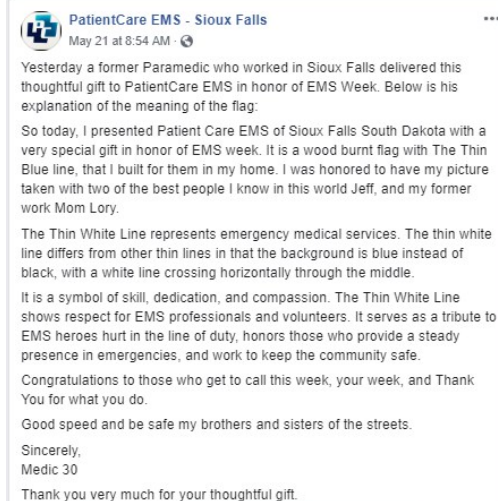 PatientCare EMS - Sioux Falls
May 21 at 8:54 AM ·
Yesterday a former Paramedic who worked in Sioux Falls delivered this
thoughtful gift to PatientCare EMS in honor of EMS Week. Below is his
explanation of the meaning of the flag:
So today, I presented Patient Care EMS of Sioux Falls South Dakota with a
very special gift in honor of EMS week. It is a wood burnt flag with The Thin
Blue line, that I built for them in my home. I was honored to have my picture
taken with two of the best people I know in this world Jeff, and my former
work Mom Lory.
The Thin White Line represents emergency medical services. The thin white
line differs from other thin lines in that the background is blue instead of
black, with a white line crossing horizontally through the middle.
It is a symbol of skill, dedication, and compassion. The Thin White Line
shows respect for EMS professionals and volunteers. It serves as a tribute to
EMS heroes hurt in the line of duty, honors those who provide a steady
presence in emergencies, and work to keep the community safe.
Congratulations to those who get to call this week, your week, and Thank
You for what you do.
Good speed and be safe my brothers and sisters of the streets.
Sincerely,
Medic 30
Thank you very much for your thoughtful gift.